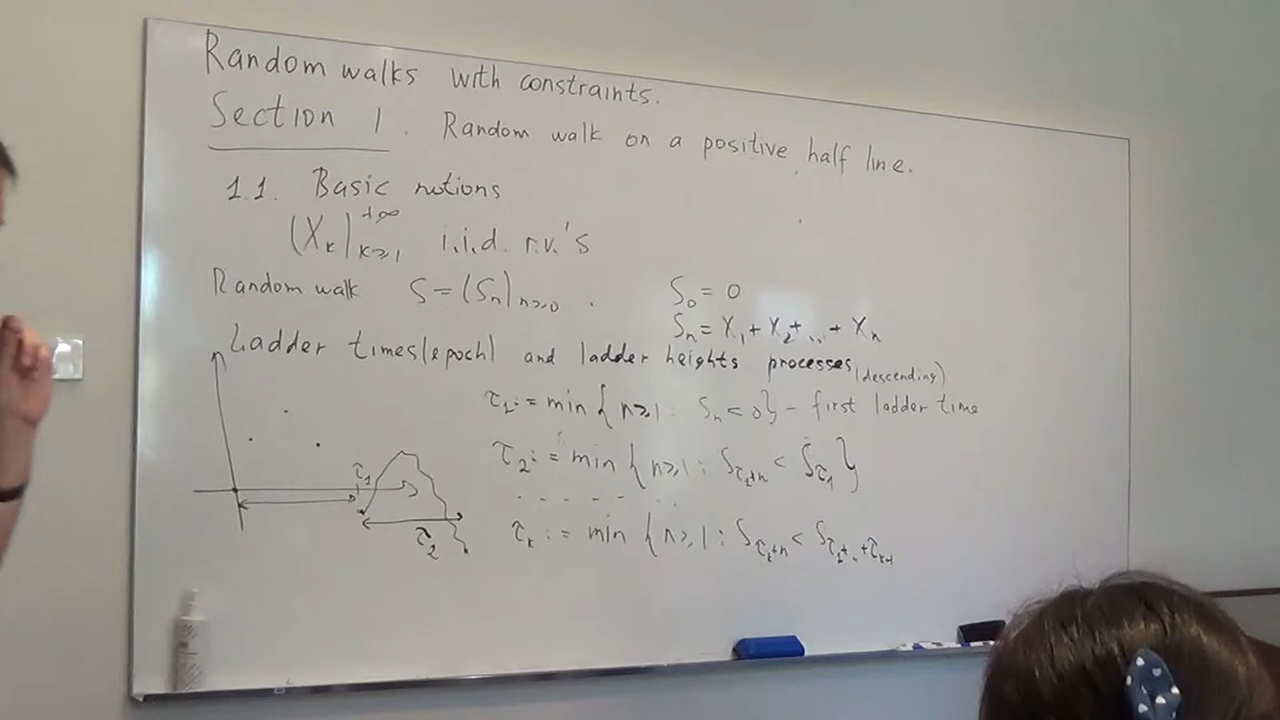 Random walks with constraints.
Section 1. Random walk on a positive half line.
1.1. Basic notions
(X_k)_{k≥1}^{+∞} i.i.d. r.v.'s
Random walk S = (S_n)_{n≥0}. S_0 = 0
S_n = X_1 + X_2 + ... + X_n
Ladder times (epoch) and ladder heights processes (descending)
τ_1 := min { n≥1 : S_n < 0 } – first ladder time
τ_2 := min { n≥1 : S_{τ_1+n} < S_{τ_1} }
τ_k := min { n≥1 : S_{τ_k+n} < S_{τ_1+..+τ_{k-1}}
τ_1
τ_2